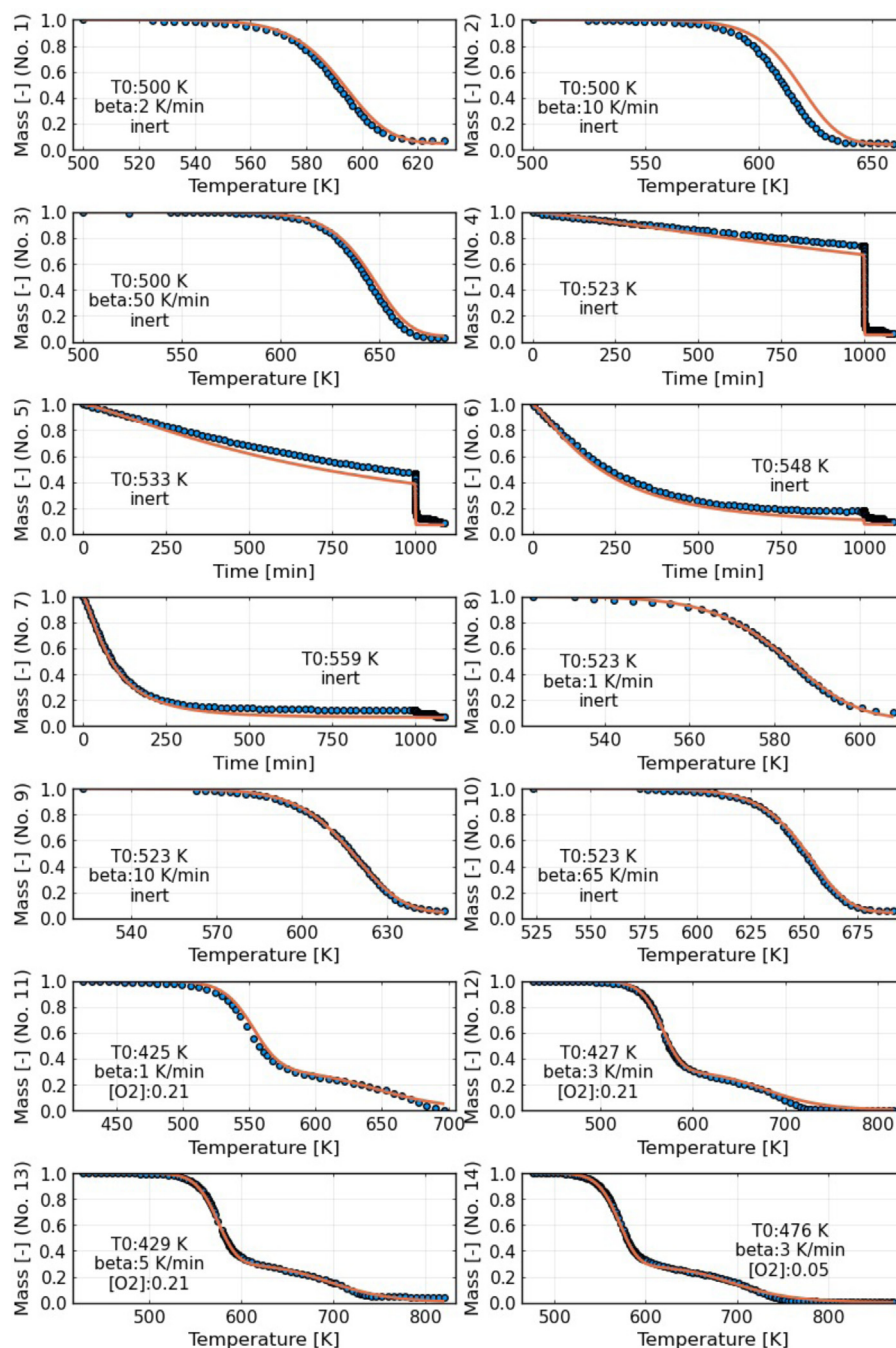 Mass [-] (No. 1)
1.0
0.8
0.6
0.4
0.2
0.0
T0:500 K
beta:2 K/min
inert
500 520 540 560 580 600 620
Temperature [K]
Mass [-] (No. 2)
1.0
0.8
0.6
0.4
0.2
0.0
T0:500 K
beta:10 K/min
inert
500 550 600 650
Temperature [K]
Mass [-] (No. 3)
1.0
0.8
0.6
0.4
0.2
0.0
T0:500 K
beta:50 K/min
inert
500 550 600 650
Temperature [K]
Mass [-] (No. 4)
1.0
0.8
0.6
0.4
0.2
0.0
T0:523 K
inert
0 250 500 750 1000
Time [min]
Mass [-] (No. 5)
1.0
0.8
0.6
0.4
0.2
0.0
T0:533 K
inert
0 250 500 750 1000
Time [min]
Mass [-] (No. 6)
1.0
0.8
0.6
0.4
0.2
0.0
T0:548 K
inert
0 250 500 750 1000
Time [min]
Mass [-] (No. 7)
1.0
0.8
0.6
0.4
0.2
0.0
T0:559 K
inert
0 250 500 750 1000
Time [min]
Mass [-] (No. 8)
1.0
0.8
0.6
0.4
0.2
0.0
T0:523 K
beta:1 K/min
inert
540 560 580 600
Temperature [K]
Mass [-] (No. 9)
1.0
0.8
0.6
0.4
0.2
0.0
T0:523 K
beta:10 K/min
inert
540 570 600 630
Temperature [K]
Mass [-] (No. 10)
1.0
0.8
0.6
0.4
0.2
0.0
T0:523 K
beta:65 K/min
inert
525 550 575 600 625 650 675
Temperature [K]
Mass [-] (No. 11)
1.0
0.8
0.6
0.4
0.2
0.0
T0:425 K
beta:1 K/min
[O2]:0.21
450 500 550 600 650 700
Temperature [K]
Mass [-] (No. 12)
1.0
0.8
0.6
0.4
0.2
0.0
T0:427 K
beta:3 K/min
[O2]:0.21
500 600 700 800
Temperature [K]
Mass [-] (No. 13)
1.0
0.8
0.6
0.4
0.2
0.0
T0:429 K
beta:5 K/min
[O2]:0.21
500 600 700 800
Temperature [K]
Mass [-] (No. 14)
1.0
0.8
0.6
0.4
0.2
0.0
T0:476 K
beta:3 K/min
[O2]:0.05
500 600 700 800
Temperature [K]